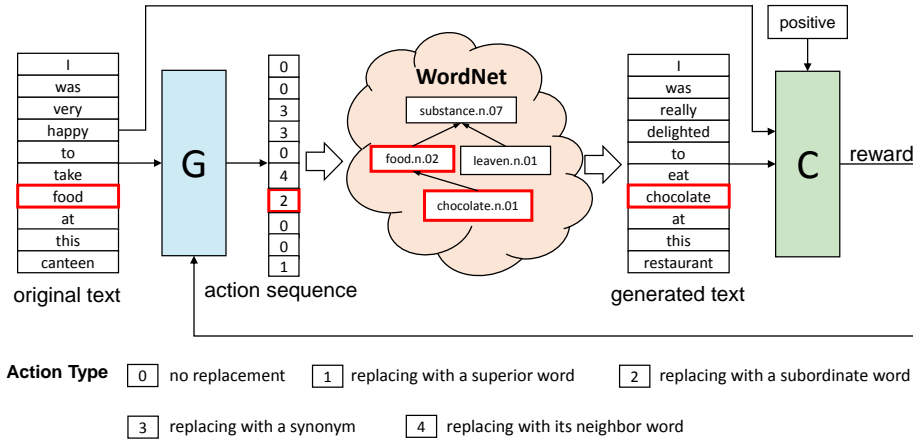 I
was
very
happy
to
take
food
at
this
canteen
original text
G
0
0
3
3
0
4
2
0
0
1
action sequence
WordNet
substance.n.07
food.n.02
leaven.n.01
chocolate.n.01
I
was
really
delighted
to
eat
chocolate
at
this
restaurant
generated text
positive
C
reward
Action Type
0 no replacement
1 replacing with a superior word
2 replacing with a subordinate word
3 replacing with a synonym
4 replacing with its neighbor word